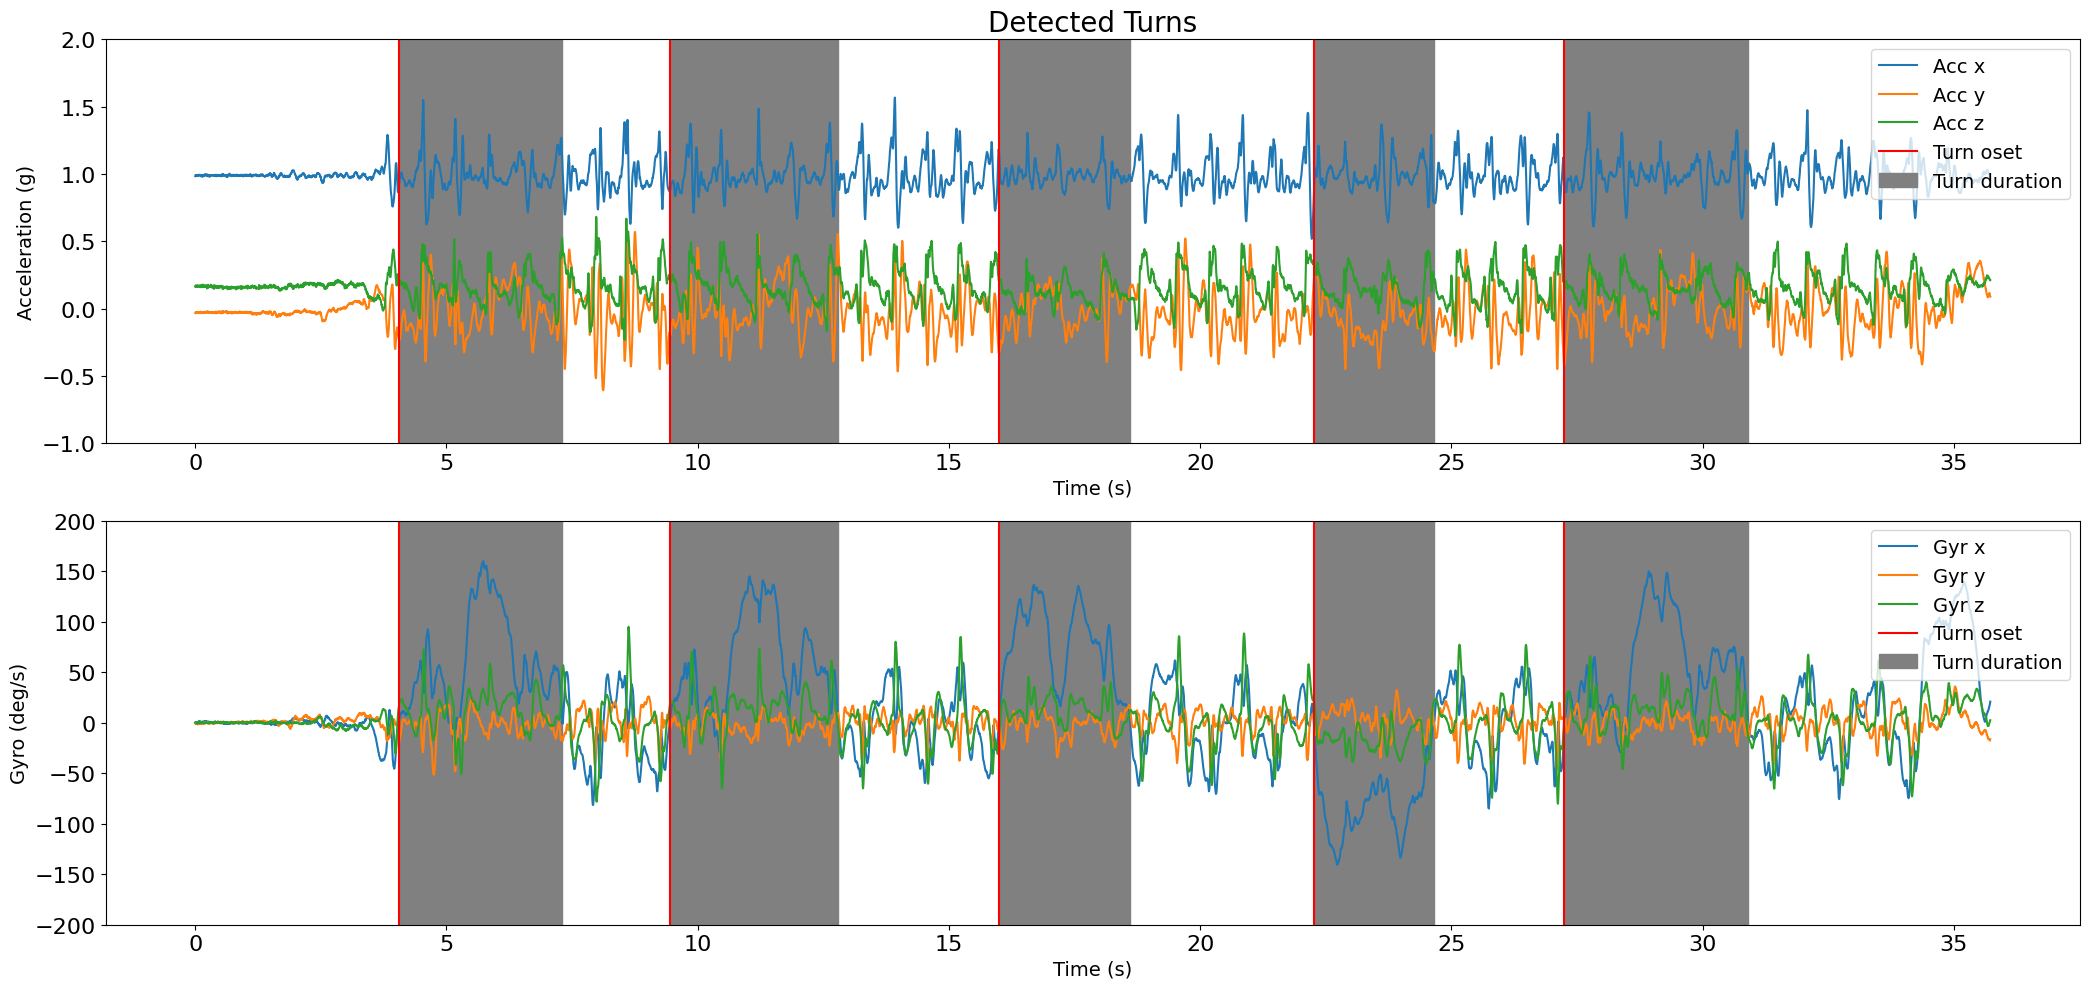 Detected Turns
2.0
1.5
1.0
0.5
0.0
−0.5
−1.0
Acceleration (g)
Acc x
Acc y
Acc z
Turn oset
Turn duration
0 5 10 15 20 25 30 35
Time (s)
200
150
100
50
0
−50
−100
−150
−200
Gyro (deg/s)
Gyr x
Gyr y
Gyr z
Turn oset
Turn duration
0 5 10 15 20 25 30 35
Time (s)